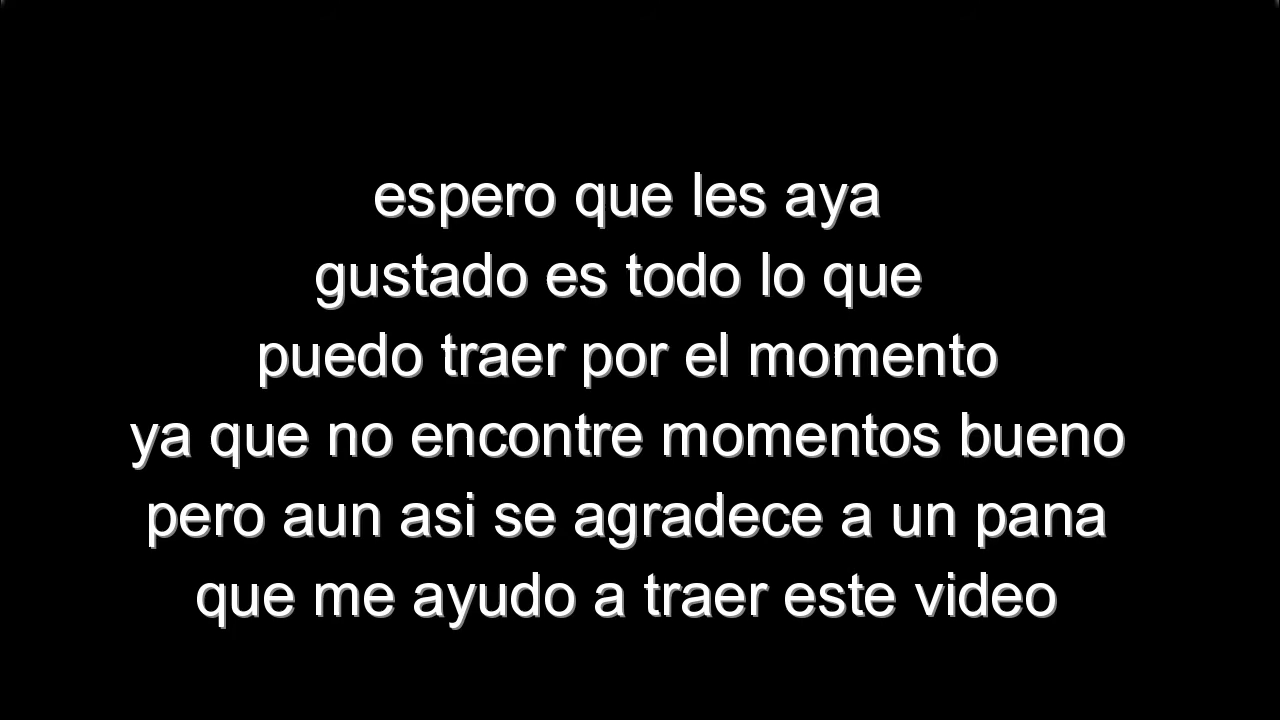 espero que les aya
gustado es todo lo que
puedo traer por el momento
ya que no encontre momentos bueno
pero aun asi se agradece a un pana
que me ayudo a traer este video